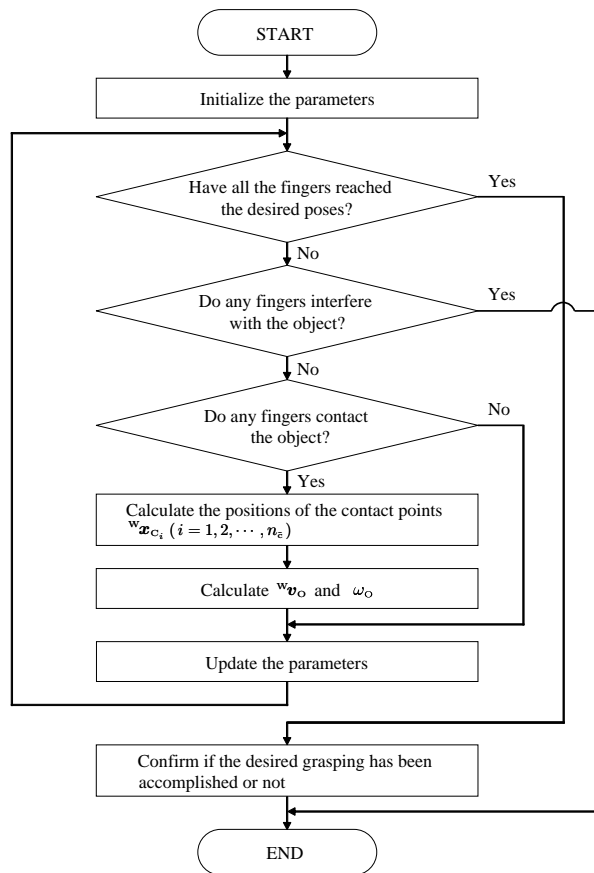 START
Initialize the parameters
Have all the fingers reached
the desired poses?
Yes
No
Do any fingers interfere
with the object?
Yes
No
Do any fingers contact
the object?
No
Yes
Calculate the positions of the contact points
ᵂ𝒙_{C_i} ( i = 1, 2, ⋯ , n_{c̄})
Calculate ᵂ𝒗_O and ω_O
Update the parameters
Confirm if the desired grasping has been
accomplished or not
END